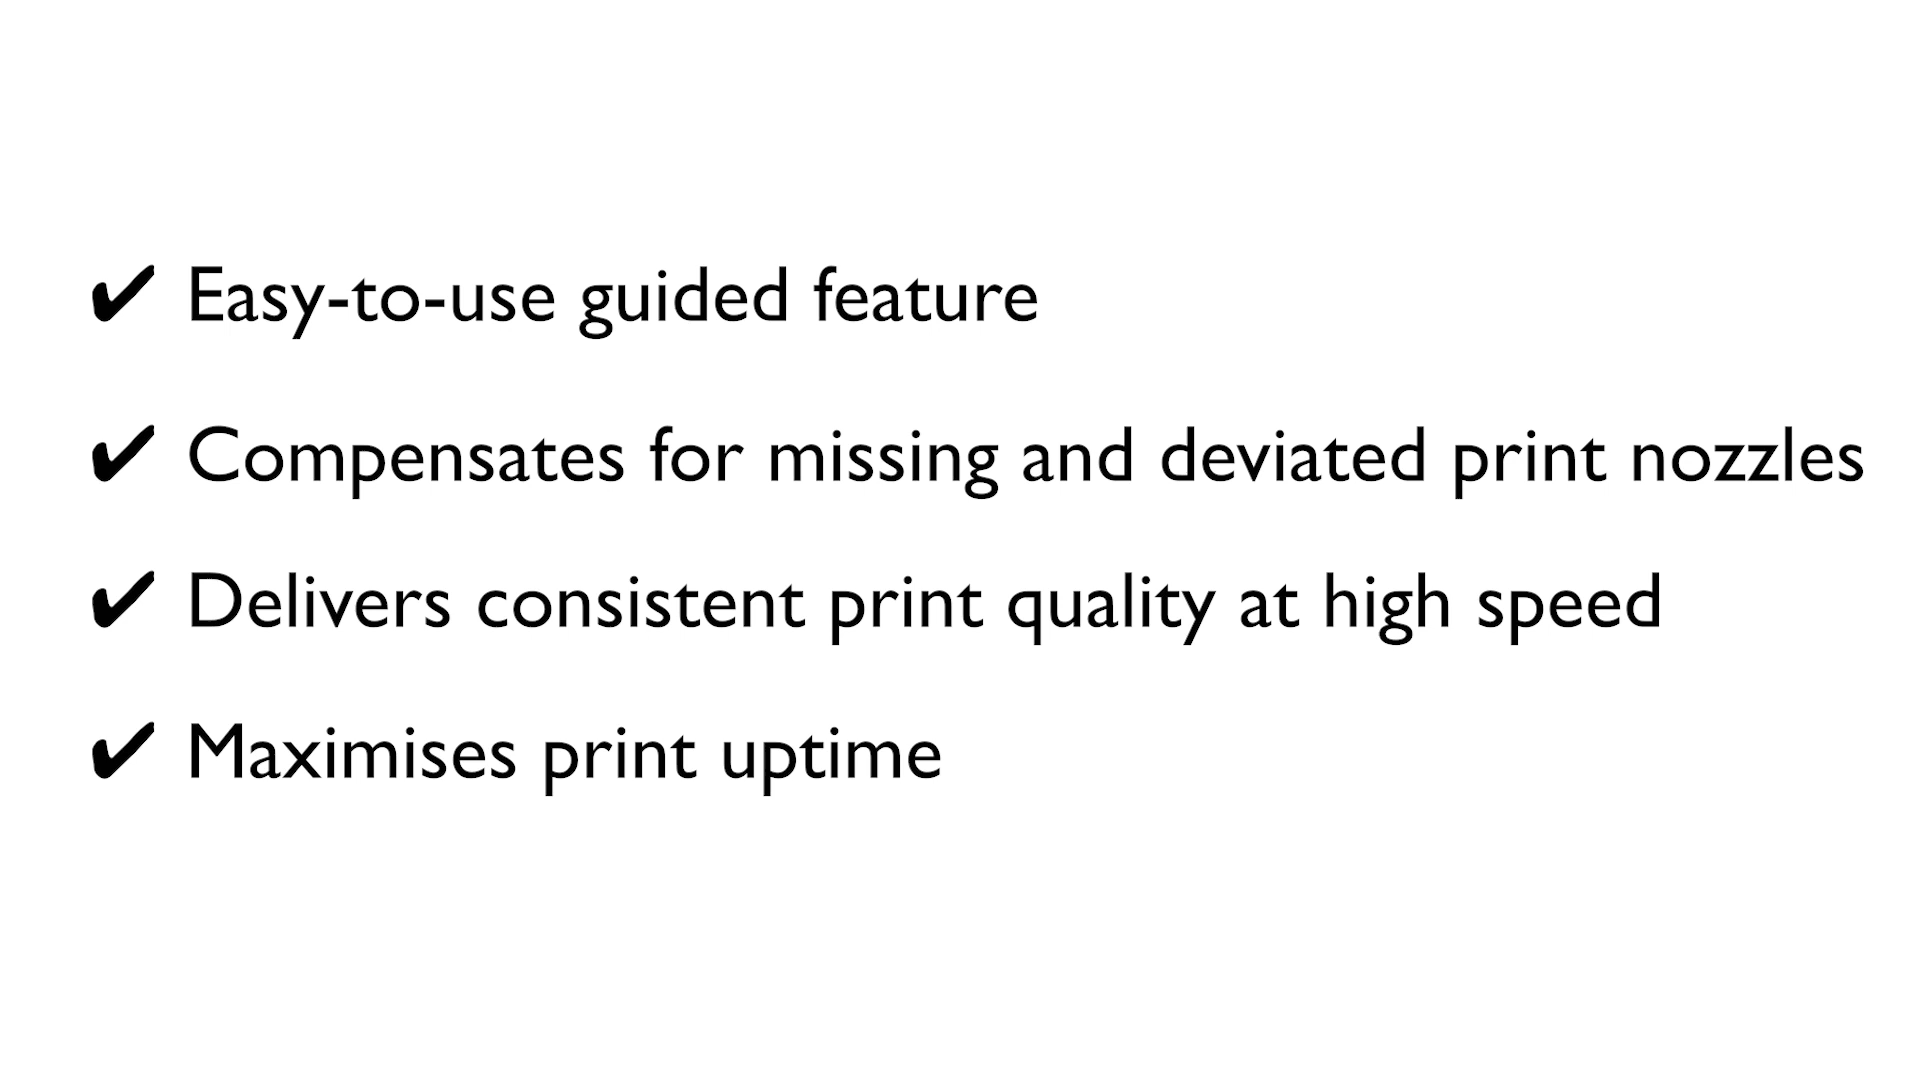 ✔ Easy-to-use guided feature
✔ Compensates for missing and deviated print nozzles
✔ Delivers consistent print quality at high speed
✔ Maximises print uptime